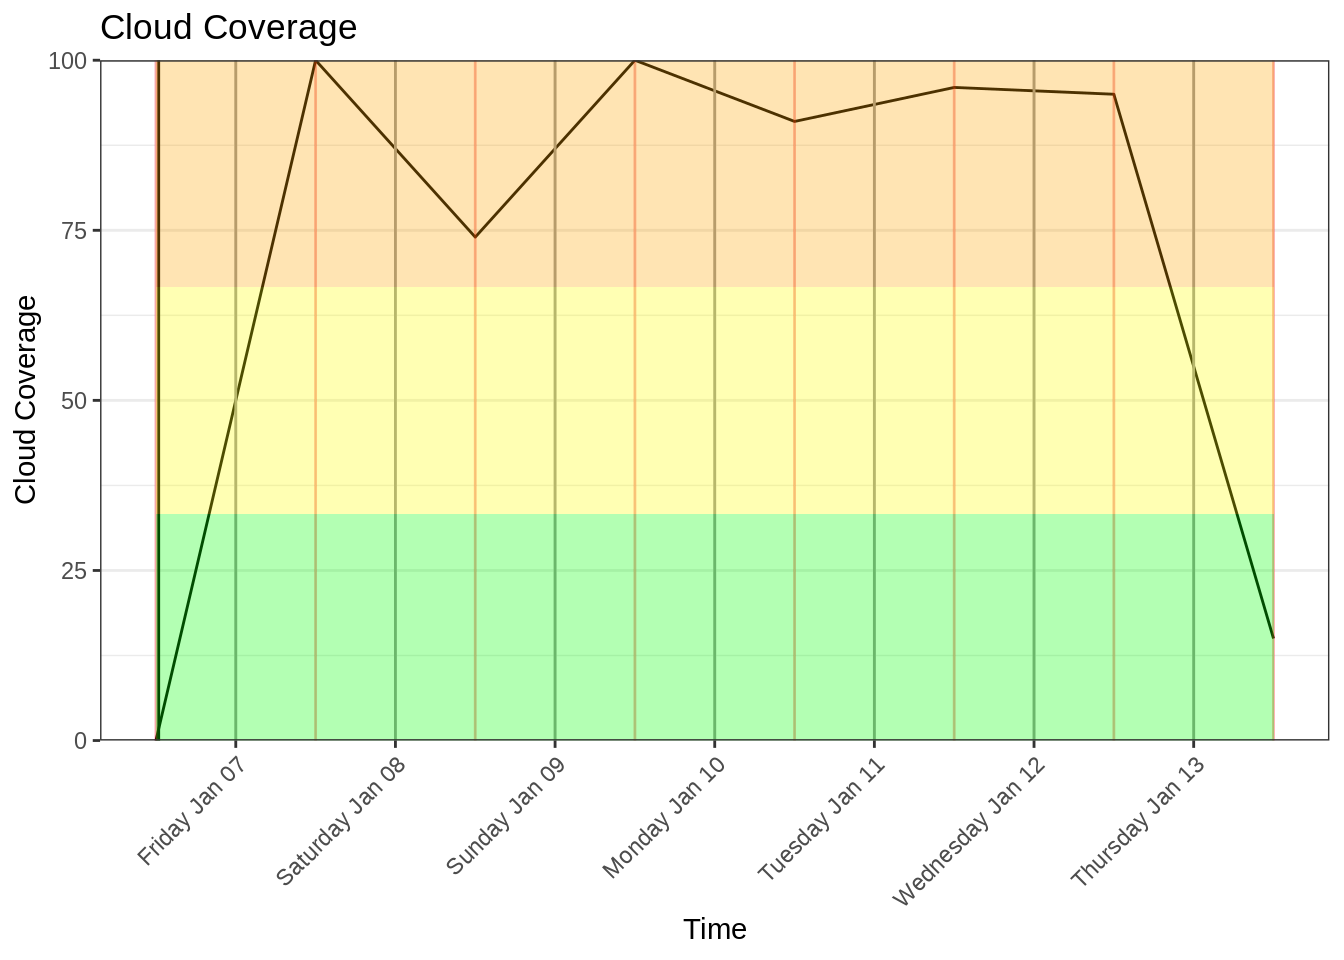 Cloud Coverage
Cloud Coverage
100
75
50
25
0
Friday Jan 07
Saturday Jan 08
Sunday Jan 09
Monday Jan 10
Tuesday Jan 11
Wednesday Jan 12
Thursday Jan 13
Time